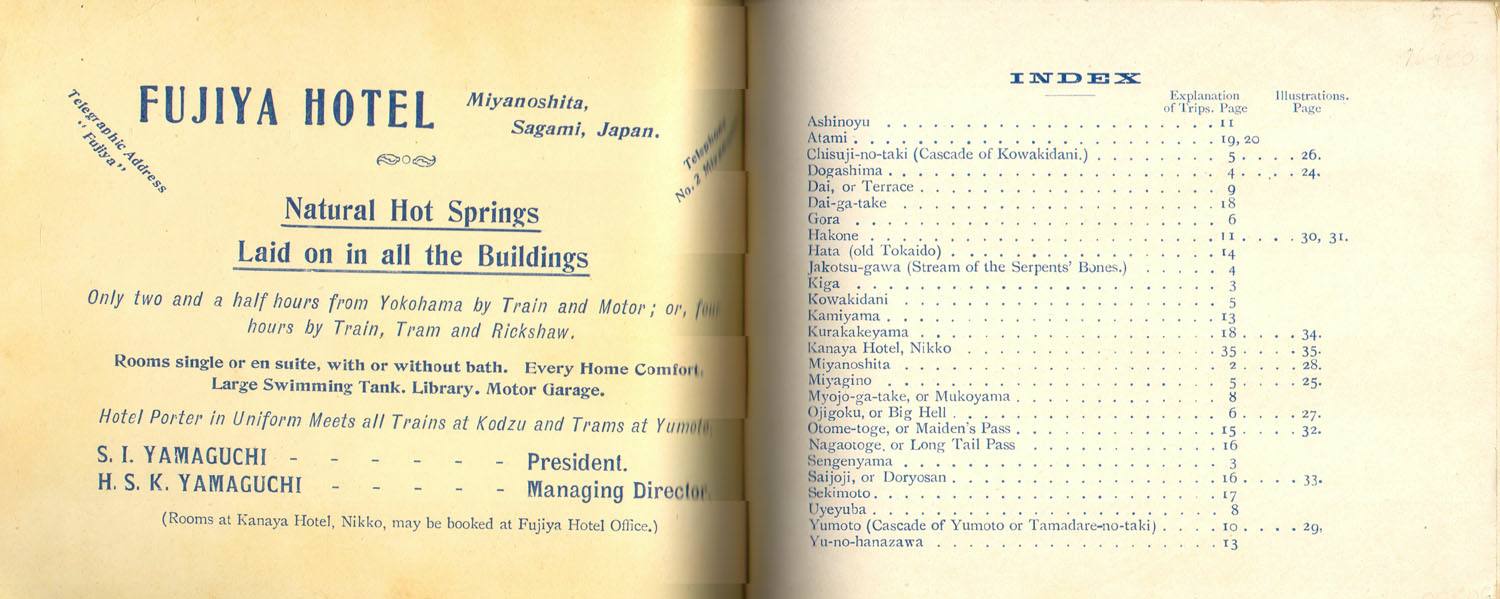 FUJIYA HOTEL
Miyanoshita,
Sagami, Japan.
Telegraphic Address
"Fujiya"
Telephone
No. 2
Natural Hot Springs
Laid on in all the Buildings
Only two and a half hours from Yokohama by Train and Motor; or, four
hours by Train, Tram and Rickshaw.
Rooms single or en suite, with or without bath. Every Home Comfort.
Large Swimming Tank. Library. Motor Garage.
Hotel Porter in Uniform Meets all Trains at Kodzu and Trams at Yumoto.
S. I. YAMAGUCHI - - - - - - President.
H. S. K. YAMAGUCHI - - - - - Managing Director.
(Rooms at Kanaya Hotel, Nikko, may be booked at Fujiya Hotel Office.)
INDEX
Explanation Illustrations.
of Trips. Page Page
Ashinoyu 11
Atami 19, 20
Chisuji-no-taki (Cascade of Kowakidani.) 5 26.
Dogashima 4 24.
Dai, or Terrace 9
Dai-ga-take 18
Gora 6
Hakone 11 30, 31.
Hata (old Tokaido) 14
Jakotsu-gawa (Stream of the Serpents' Bones.) 4
Kiga 3
Kowakidani 5
Kamiyama 13
Kurakakeyama 18 34.
Kanaya Hotel, Nikko 35 35.
Miyanoshita 2 28.
Miyagino 5 25.
Myojo-ga-take, or Mukoyama 8
Ojigoku, or Big Hell 6 27.
Otome-toge, or Maiden's Pass 15 32.
Nagaotoge, or Long Tail Pass 16
Sengenyama 3
Saijoji, or Doryosan 16 33.
Sekimoto 17
Uyeyuba 8
Yumoto (Cascade of Yumoto or Tamadare-no-taki) 10 29.
Yu-no-hanazawa 13